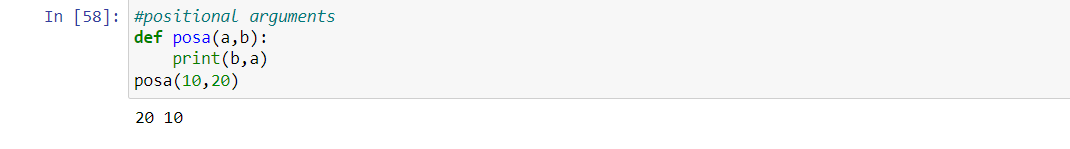 In [58]: #positional arguments
def posa(a,b):
    print(b,a)
posa(10,20)
20 10